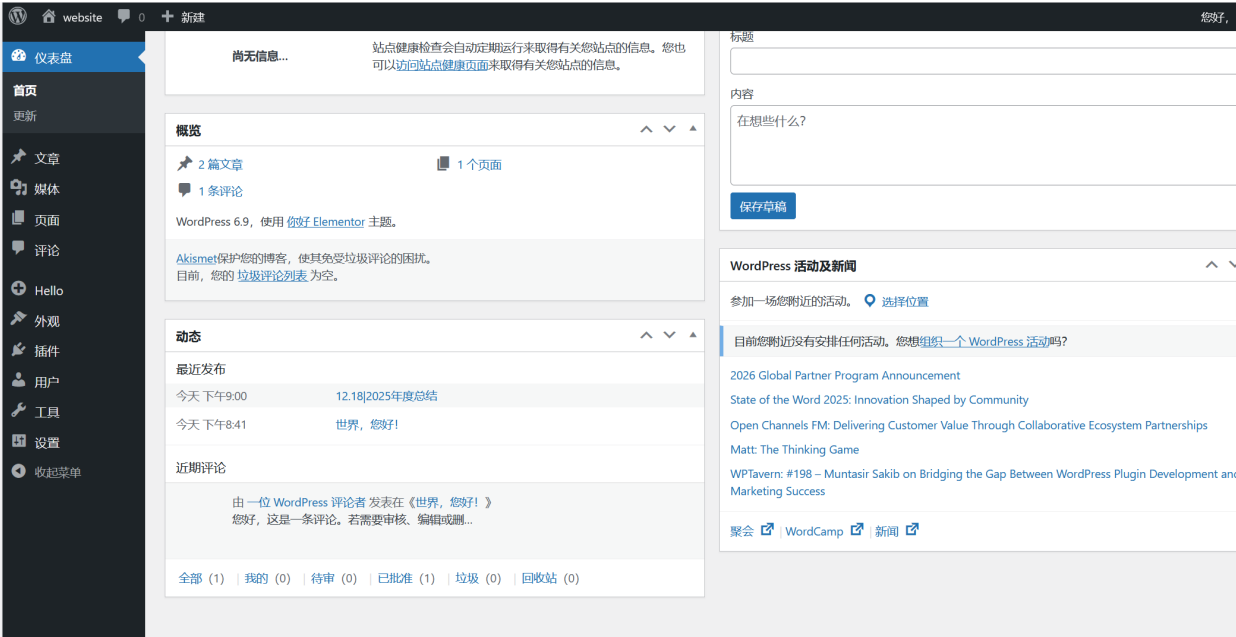 website 0 新建 您好,
仪表盘
首页
更新
文章
媒体
页面
评论
Hello
外观
插件
用户
工具
设置
收起菜单
尚无信息...
站点健康检查会自动定期运行来取得有关您站点的信息。您也
可以访问站点健康页面来取得有关您站点的信息。
概览
2 篇文章
1 个页面
1 条评论
WordPress 6.9，使用 你好 Elementor 主题。
Akismet保护您的博客，使其免受垃圾评论的困扰。
目前，您的 垃圾评论列表 为空。
动态
最近发布
今天 下午9:00 12.18|2025年度总结
今天 下午8:41 世界，您好！
近期评论
由 一位 WordPress 评论者 发表在《世界，您好！》
您好，这是一条评论。若需要审核、编辑或删...
全部 (1) | 我的 (0) | 待审 (0) | 已批准 (1) | 垃圾 (0) | 回收站 (0)
标题
内容
在想些什么？
保存草稿
WordPress 活动及新闻
参加一场您附近的活动。 选择位置
目前您附近没有安排任何活动。您想组织一个 WordPress 活动吗？
2026 Global Partner Program Announcement
State of the Word 2025: Innovation Shaped by Community
Open Channels FM: Delivering Customer Value Through Collaborative Ecosystem Partnerships
Matt: The Thinking Game
WPTavern: #198 – Muntasir Sakib on Bridging the Gap Between WordPress Plugin Development and
Marketing Success
聚会 | WordCamp | 新闻